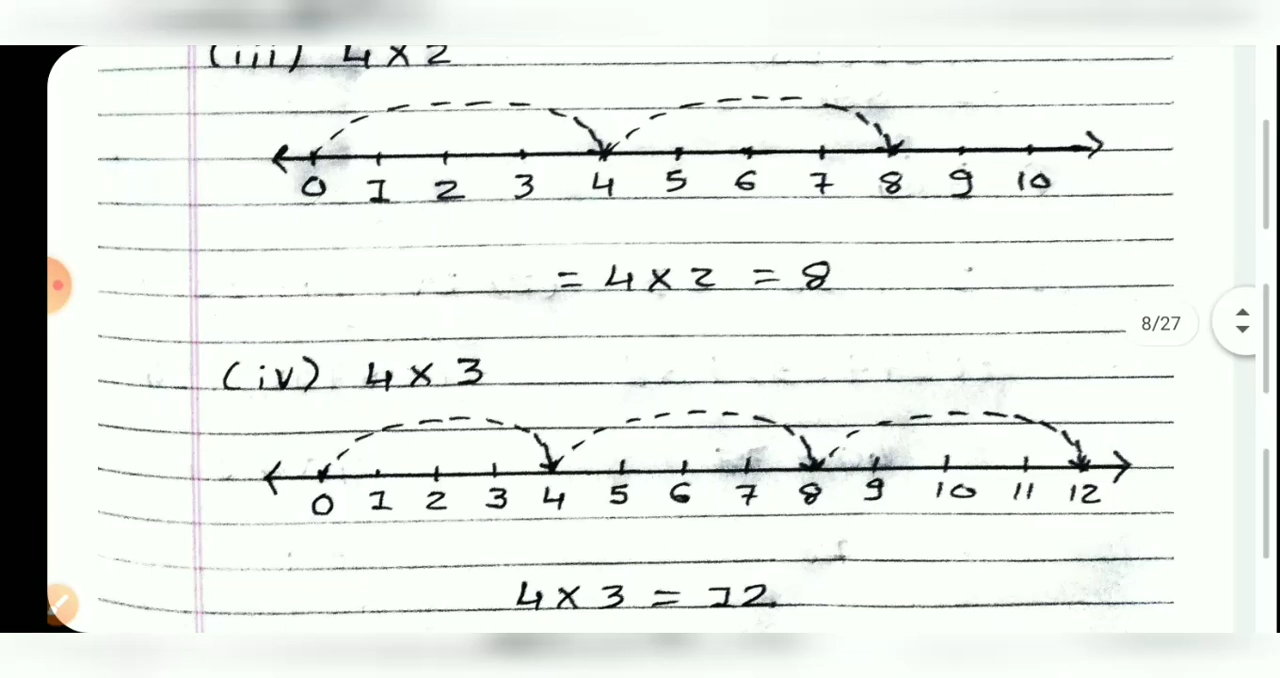 (iii) 4 × 2
0 1 2 3 4 5 6 7 8 9 10
= 4 × 2 = 8
8/27
(iv) 4 × 3
0 1 2 3 4 5 6 7 8 9 10 11 12
4 × 3 = 12